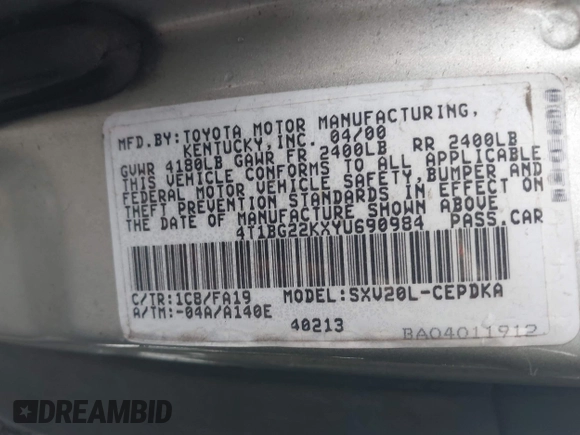 MFD.BY:TOYOTA MOTOR MANUFACTURING,
KENTUCKY,INC. 04/00
GVWR 4180LB GAWR FR 2400LB RR 2400LB
THIS VEHICLE CONFORMS TO ALL APPLICABLE
FEDERAL MOTOR VEHICLE SAFETY,BUMPER AND
THEFT PREVENTION STANDARDS IN EFFECT ON
THE DATE OF MANUFACTURE SHOWN ABOVE
4T1BG22KXYU690984 PASS.CAR
C/TR:1C8/FA19 MODEL:SXV20L-CEPDKA
A/TM:-04A/A140E
40213 BA04011912
DREAMBID